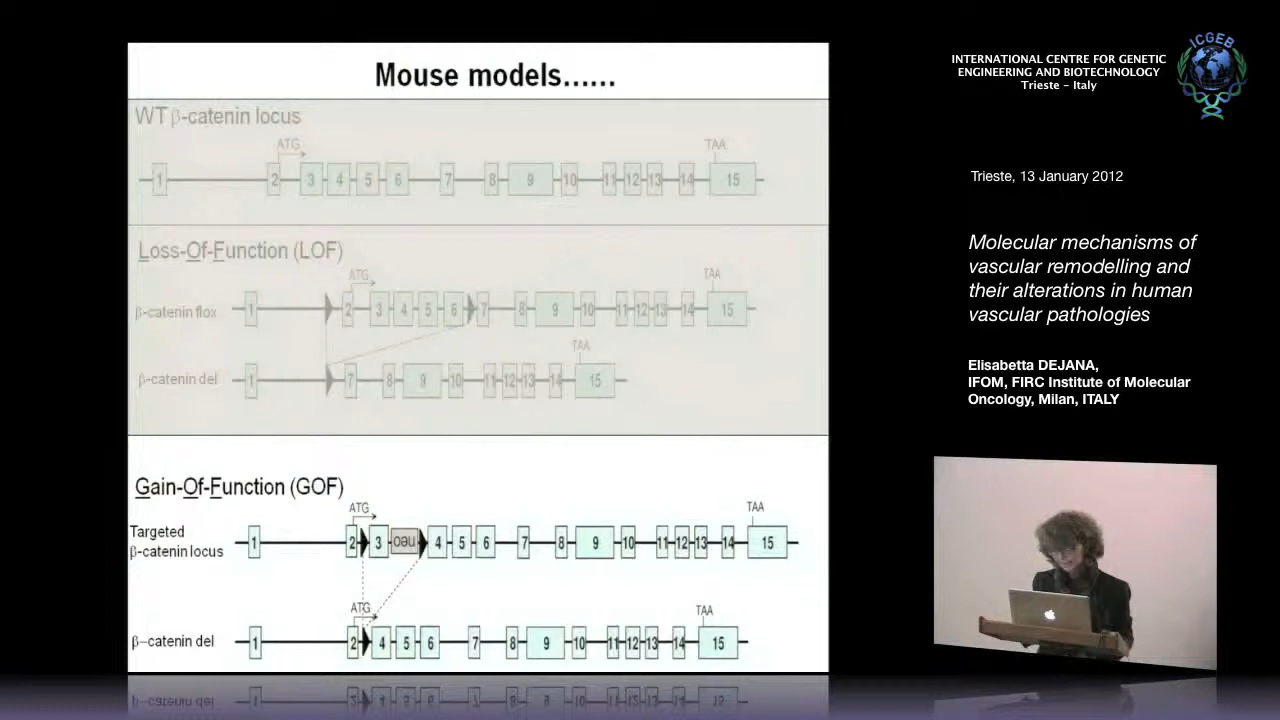 Mouse models......
WT β-catenin locus
ATG
TAA
1 2 3 4 5 6 7 8 9 10 11 12 13 14 15
Loss-Of-Function (LOF)
ATG
TAA
β-catenin flox
1 2 3 4 5 6 7 8 9 10 11 12 13 14 15
TAA
β-catenin del
1 7 8 9 10 11 12 13 14 15
Gain-Of-Function (GOF)
ATG
TAA
Targeted
β-catenin locus
1 2 3 neo 4 5 6 7 8 9 10 11 12 13 14 15
ATG
TAA
β-catenin del
1 2 4 5 6 7 8 9 10 11 12 13 14 15
INTERNATIONAL CENTRE FOR GENETIC
ENGINEERING AND BIOTECHNOLOGY
Trieste - Italy
ICGEB
Trieste, 13 January 2012
Molecular mechanisms of
vascular remodelling and
their alterations in human
vascular pathologies
Elisabetta DEJANA,
IFOM, FIRC Institute of Molecular
Oncology, Milan, ITALY